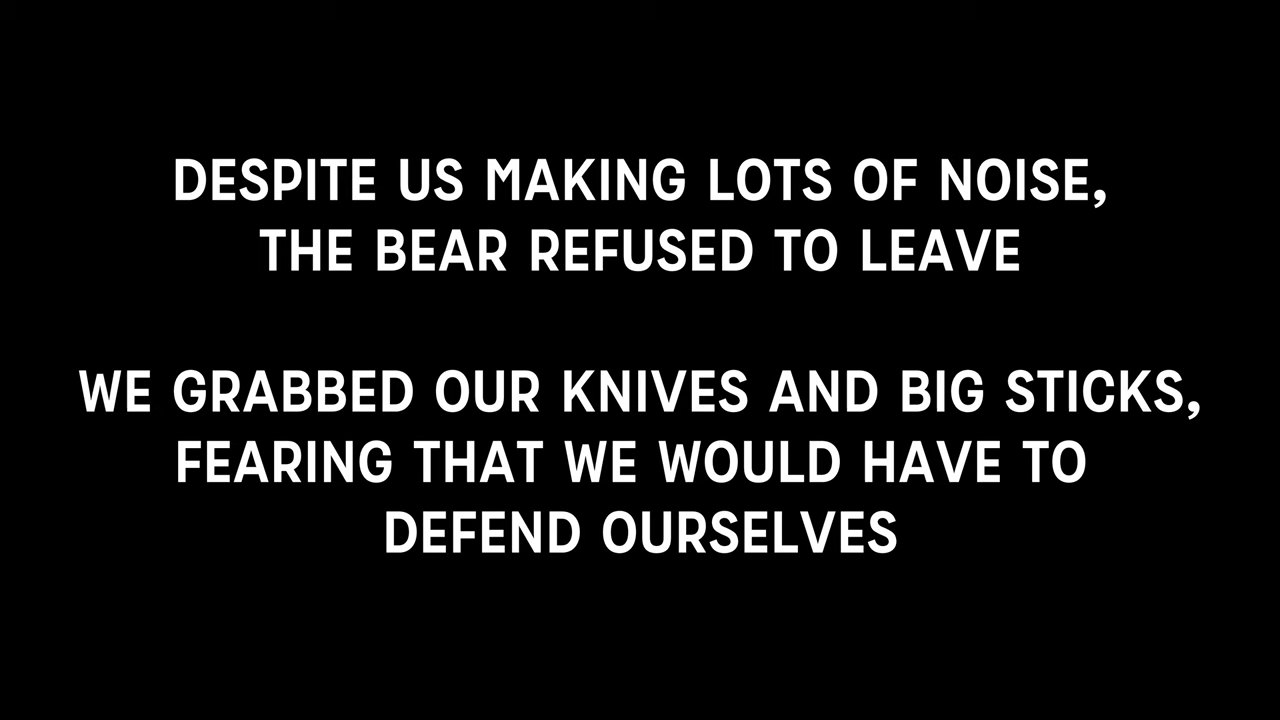 DESPITE US MAKING LOTS OF NOISE,
THE BEAR REFUSED TO LEAVE
WE GRABBED OUR KNIVES AND BIG STICKS,
FEARING THAT WE WOULD HAVE TO
DEFEND OURSELVES